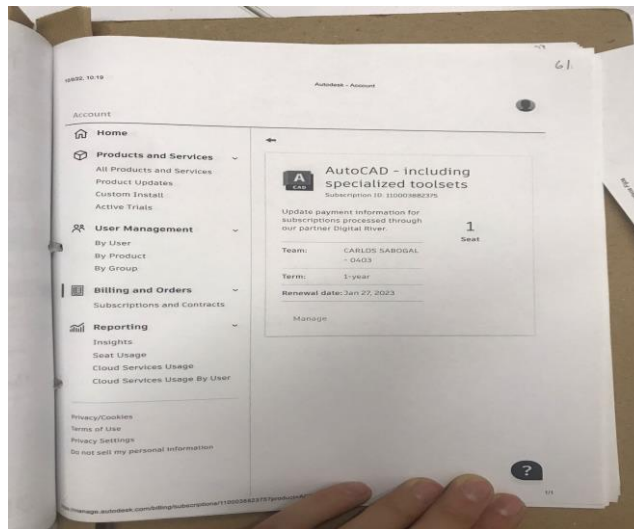 10:19
Autodesk - Account
61.
Account
Home
Products and Services
All Products and Services
Product Updates
Custom Install
Active Trials
User Management
By User
By Product
By Group
Billing and Orders
Subscriptions and Contracts
Reporting
Insights
Seat Usage
Cloud Services Usage
Cloud Services Usage By User
Privacy/Cookies
Terms of Use
Privacy Settings
Do not sell my personal information
A
CAD
AutoCAD - including
specialized toolsets
Subscription ID: 110003882375
Update payment information for
subscriptions processed through
our partner Digital River.
1
Seat
Team: CARLOS SABOGAL
- 0403
Term: 1-year
Renewal date: Jan 27, 2023
Manage
?
1/1